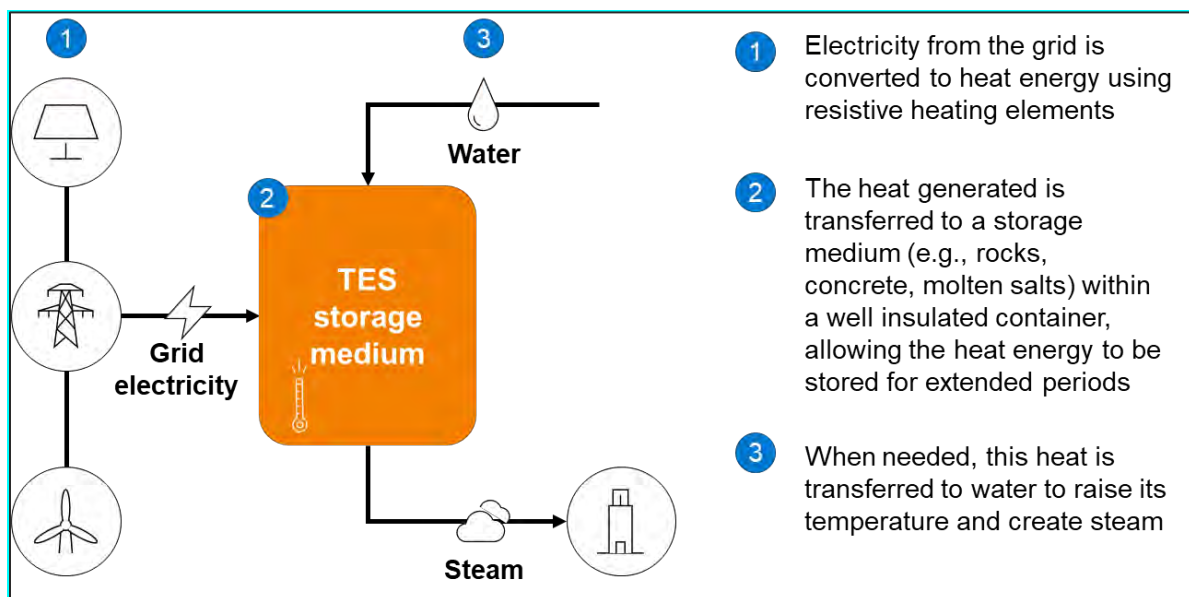 1
3
Water
2
TES
storage
medium
Grid
electricity
Steam
1
Electricity from the grid is
converted to heat energy using
resistive heating elements
2
The heat generated is
transferred to a storage
medium (e.g., rocks,
concrete, molten salts) within
a well insulated container,
allowing the heat energy to be
stored for extended periods
3
When needed, this heat is
transferred to water to raise its
temperature and create steam